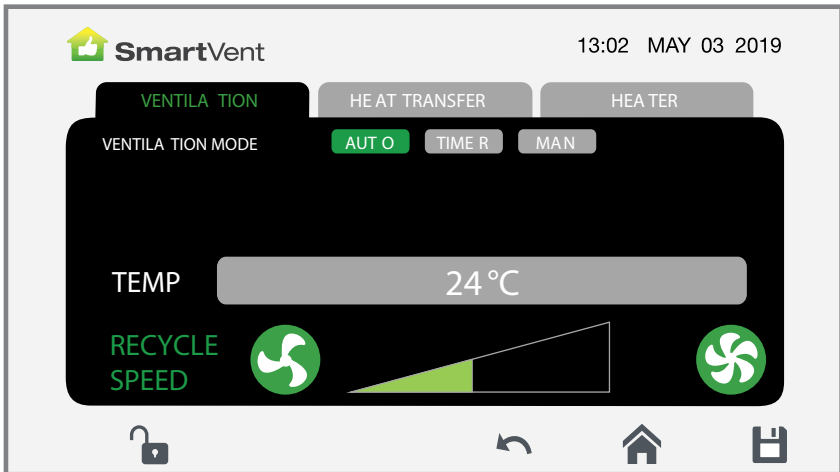 SmartVent
13:02 MAY 03 2019
VENTILA TION HE AT TRANSFER HEA TER
VENTILA TION MODE AUT O TIME R MAN
TEMP 24 °C
RECYCLE
SPEED